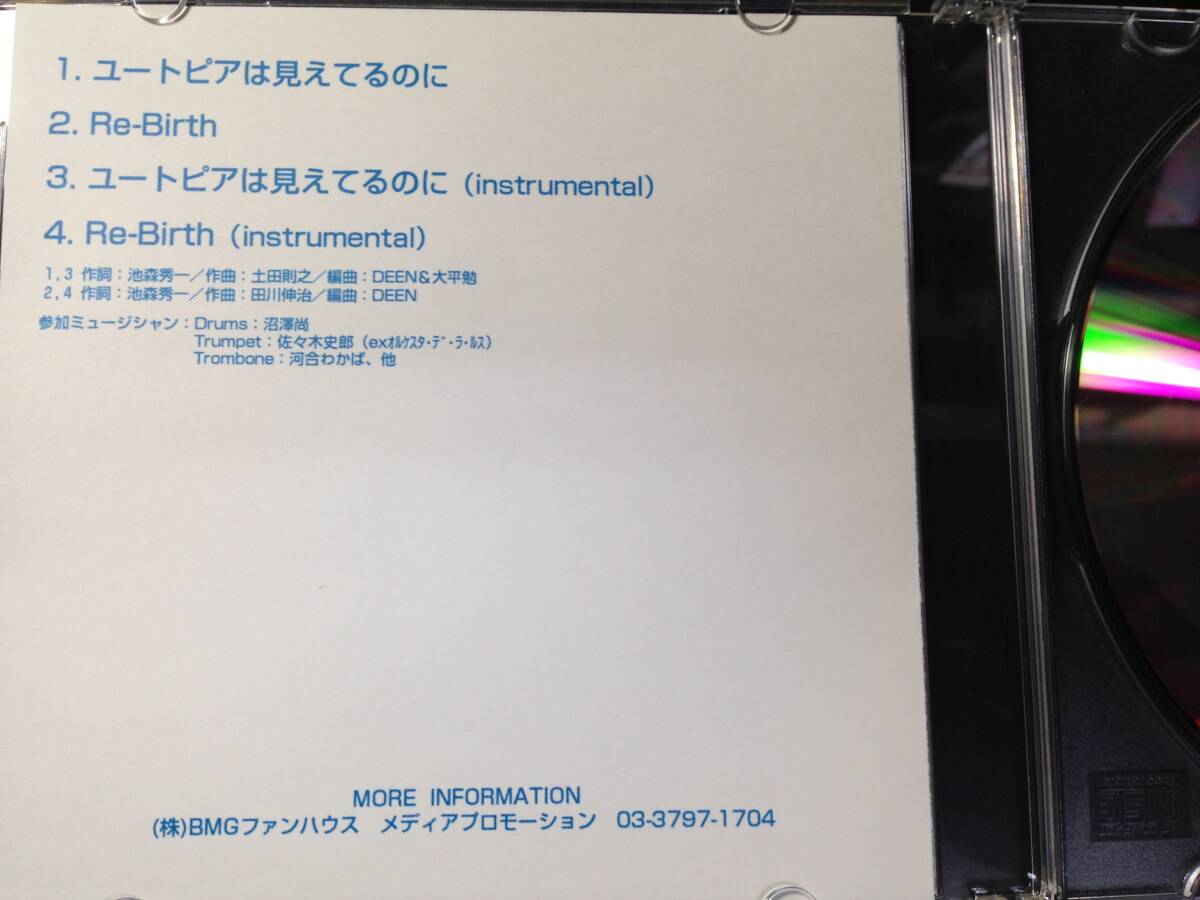 1. ユートピアは見えてるのに
2. Re-Birth
3. ユートピアは見えてるのに (instrumental)
4. Re-Birth (instrumental)
1,3 作詞：池森秀一／作曲：土田則之／編曲：DEEN&大平勉
2,4 作詞：池森秀一／作曲：田川伸治／編曲：DEEN
参加ミュージシャン：Drums：沼澤尚
Trumpet：佐々木史郎（exｵﾙｹｽﾀ・ﾃﾞ・ﾗ・ﾙｽ）
Trombone：河合わかば、他
MORE INFORMATION
(株)BMGファンハウス　メディアプロモーション　03-3797-1704